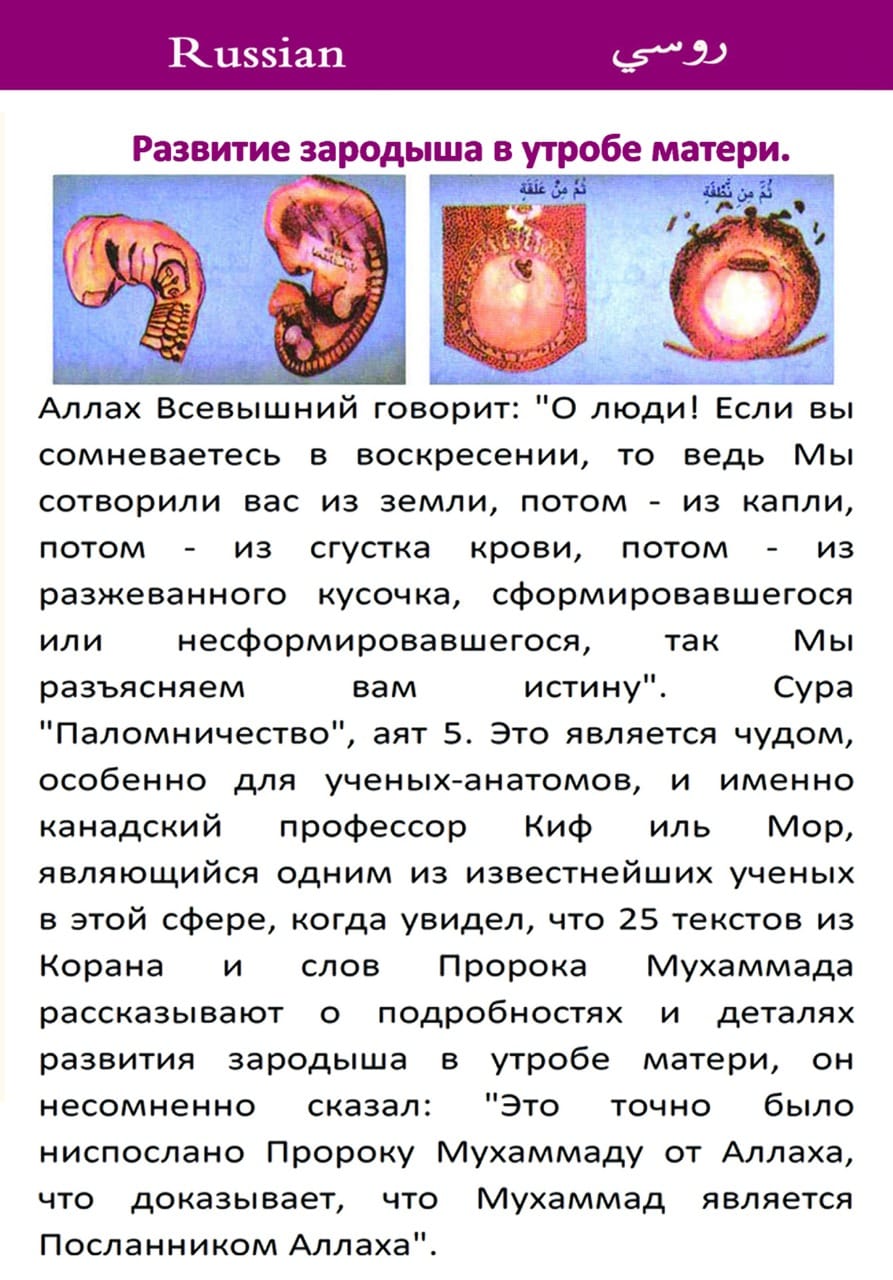 Russian
روسي
Развитие зародыша в утробе матери.
ثُمَّ مِنْ عَلَقَةٍ
ثُمَّ مِن نُّطْفَةٍ
Аллах Всевышний говорит: "О люди! Если вы
сомневаетесь в воскресении, то ведь Мы
сотворили вас из земли, потом - из капли,
потом - из сгустка крови, потом - из
разжеванного кусочка, сформировавшегося
или несформировавшегося, так Мы
разъясняем вам истину". Сура
"Паломничество", аят 5. Это является чудом,
особенно для ученых-анатомов, и именно
канадский профессор Киф иль Мор,
являющийся одним из известнейших ученых
в этой сфере, когда увидел, что 25 текстов из
Корана и слов Пророка Мухаммада
рассказывают о подробностях и деталях
развития зародыша в утробе матери, он
несомненно сказал: "Это точно было
ниспослано Пророку Мухаммаду от Аллаха,
что доказывает, что Мухаммад является
Посланником Аллаха".